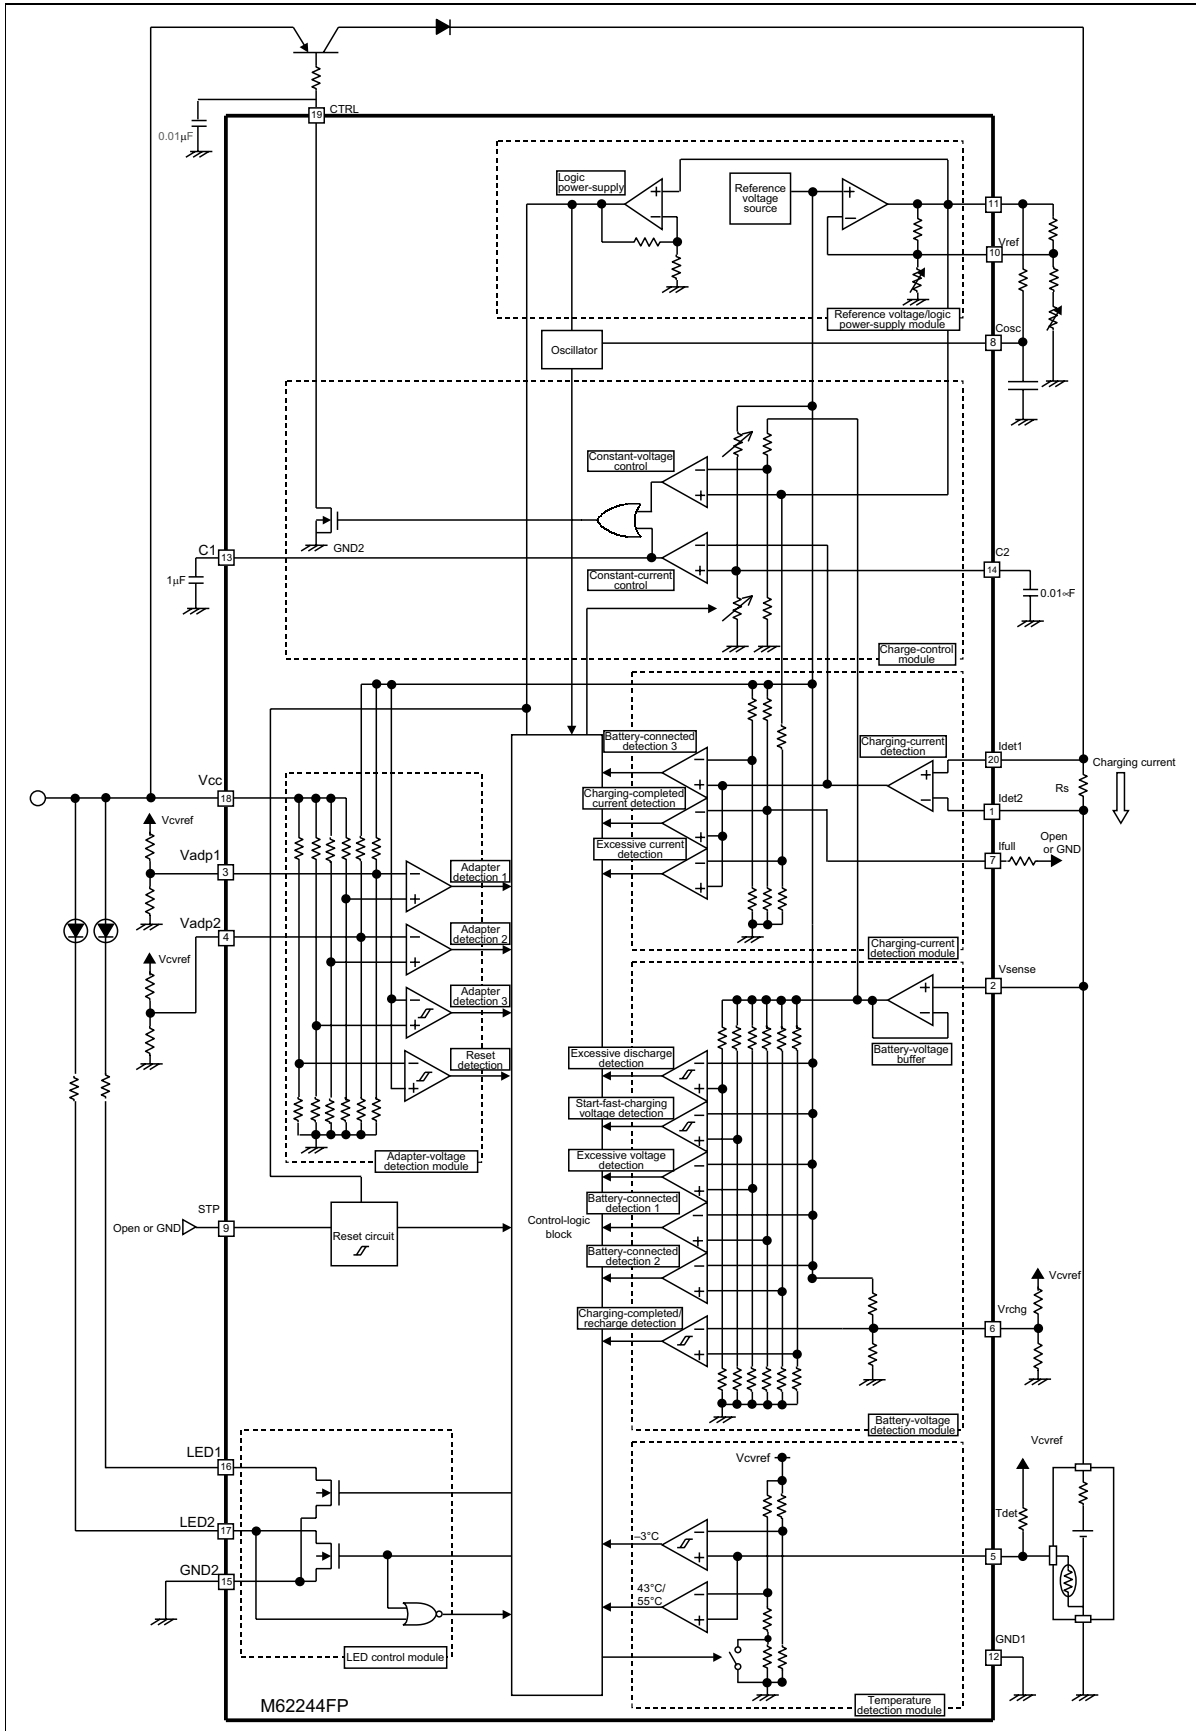 19
CTRL
0.01µF
Logic
power-supply
Reference
voltage
source
11
Vref
10
Reference voltage/logic
power-supply module
Cosc
8
Oscillator
Constant-voltage
control
GND2
C1
13
1µF
Constant-current
control
C2
14
0.01∝F
Charge-control
module
Battery-connected
detection 3
Charging-current
detection
Idet1
20
Charging current
Rs
Charging-completed
current detection
Idet2
1
Excessive current
detection
Ifull
7
Open
or GND
Charging-current
detection module
Vcc
18
Vcvref
Vadp1
3
Adapter
detection 1
Vadp2
4
Adapter
detection 2
Vcvref
Adapter
detection 3
Reset
detection
Adapter-voltage
detection module
Vsense
2
Battery-voltage
buffer
Excessive discharge
detection
Start-fast-charging
voltage detection
Excessive voltage
detection
Battery-connected
detection 1
Battery-connected
detection 2
Charging-completed/
recharge detection
STP
Open or GND
9
Reset circuit
Control-logic
block
Vcvref
Vrchg
6
Battery-voltage
detection module
LED1
16
LED2
17
GND2
15
LED control module
Vcvref
Vcvref
Tdet
–3°C
5
43°C/
55°C
GND1
12
Temperature
detection module
M62244FP